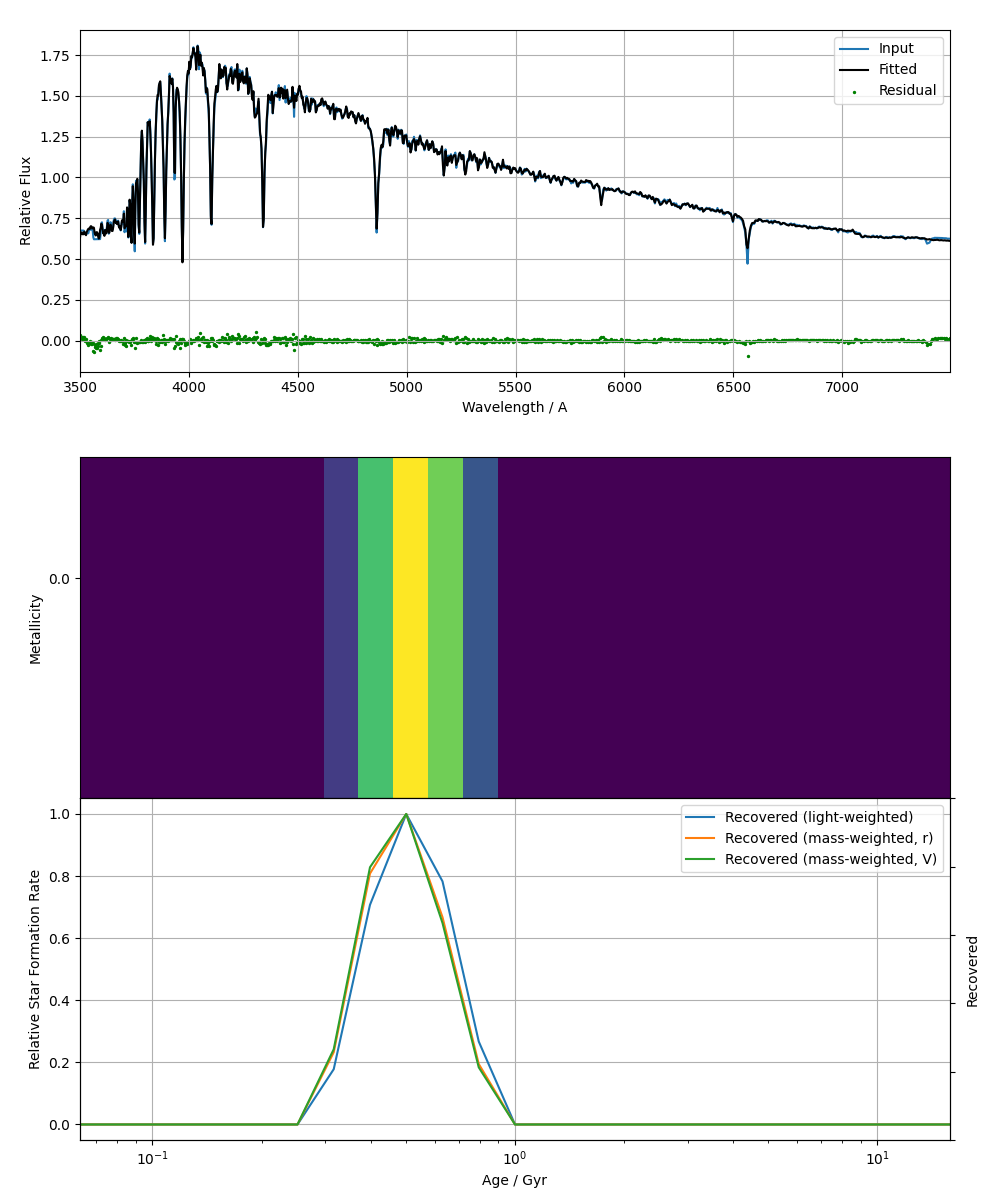 1.75
1.50
1.25
1.00
0.75
0.50
0.25
0.00
Relative Flux
Input
Fitted
Residual
3500
4000
4500
5000
5500
6000
6500
7000
Wavelength / A
0.0
Metallicity
1.0
0.8
0.6
0.4
0.2
0.0
Relative Star Formation Rate
Recovered (light-weighted)
Recovered (mass-weighted, r)
Recovered (mass-weighted, V)
Recovered
10⁻¹
10⁰
10¹
Age / Gyr